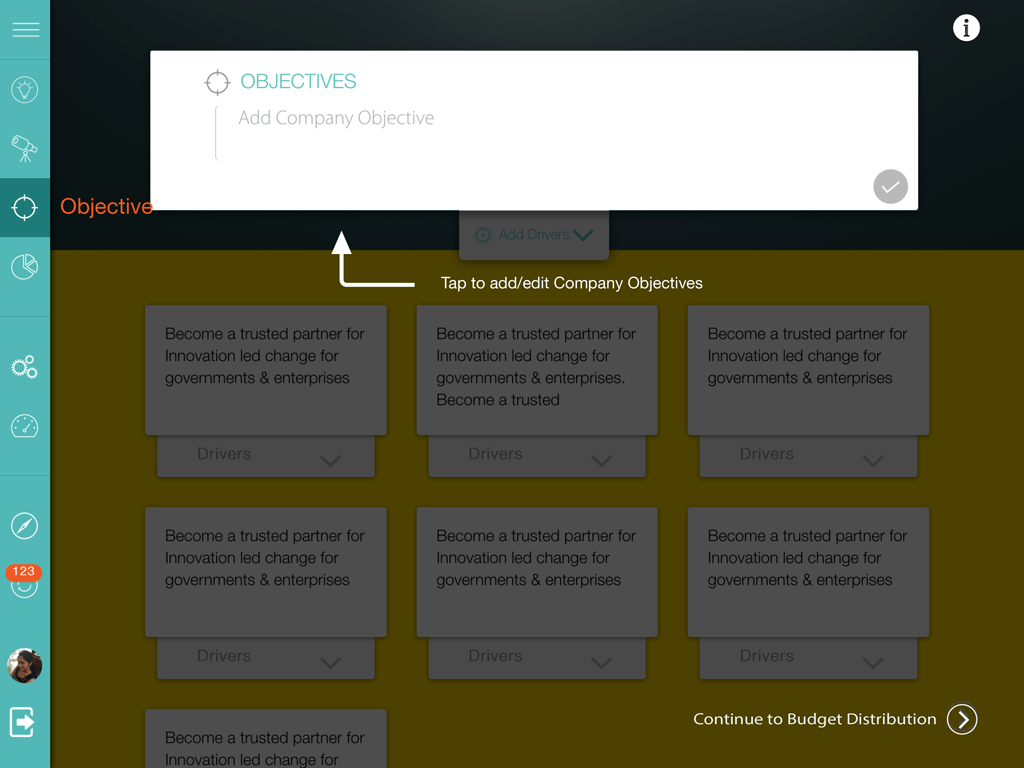 OBJECTIVES
Add Company Objective
Objective
Add Drivers
Tap to add/edit Company Objectives
Become a trusted partner for
Innovation led change for
governments & enterprises
Drivers
Become a trusted partner for
Innovation led change for
governments & enterprises.
Become a trusted
Drivers
Become a trusted partner for
Innovation led change for
governments & enterprises
Drivers
Become a trusted partner for
Innovation led change for
governments & enterprises
Drivers
Become a trusted partner for
Innovation led change for
governments & enterprises
Drivers
Become a trusted partner for
Innovation led change for
governments & enterprises
Drivers
123
Become a trusted partner for
Innovation led change for
Continue to Budget Distribution